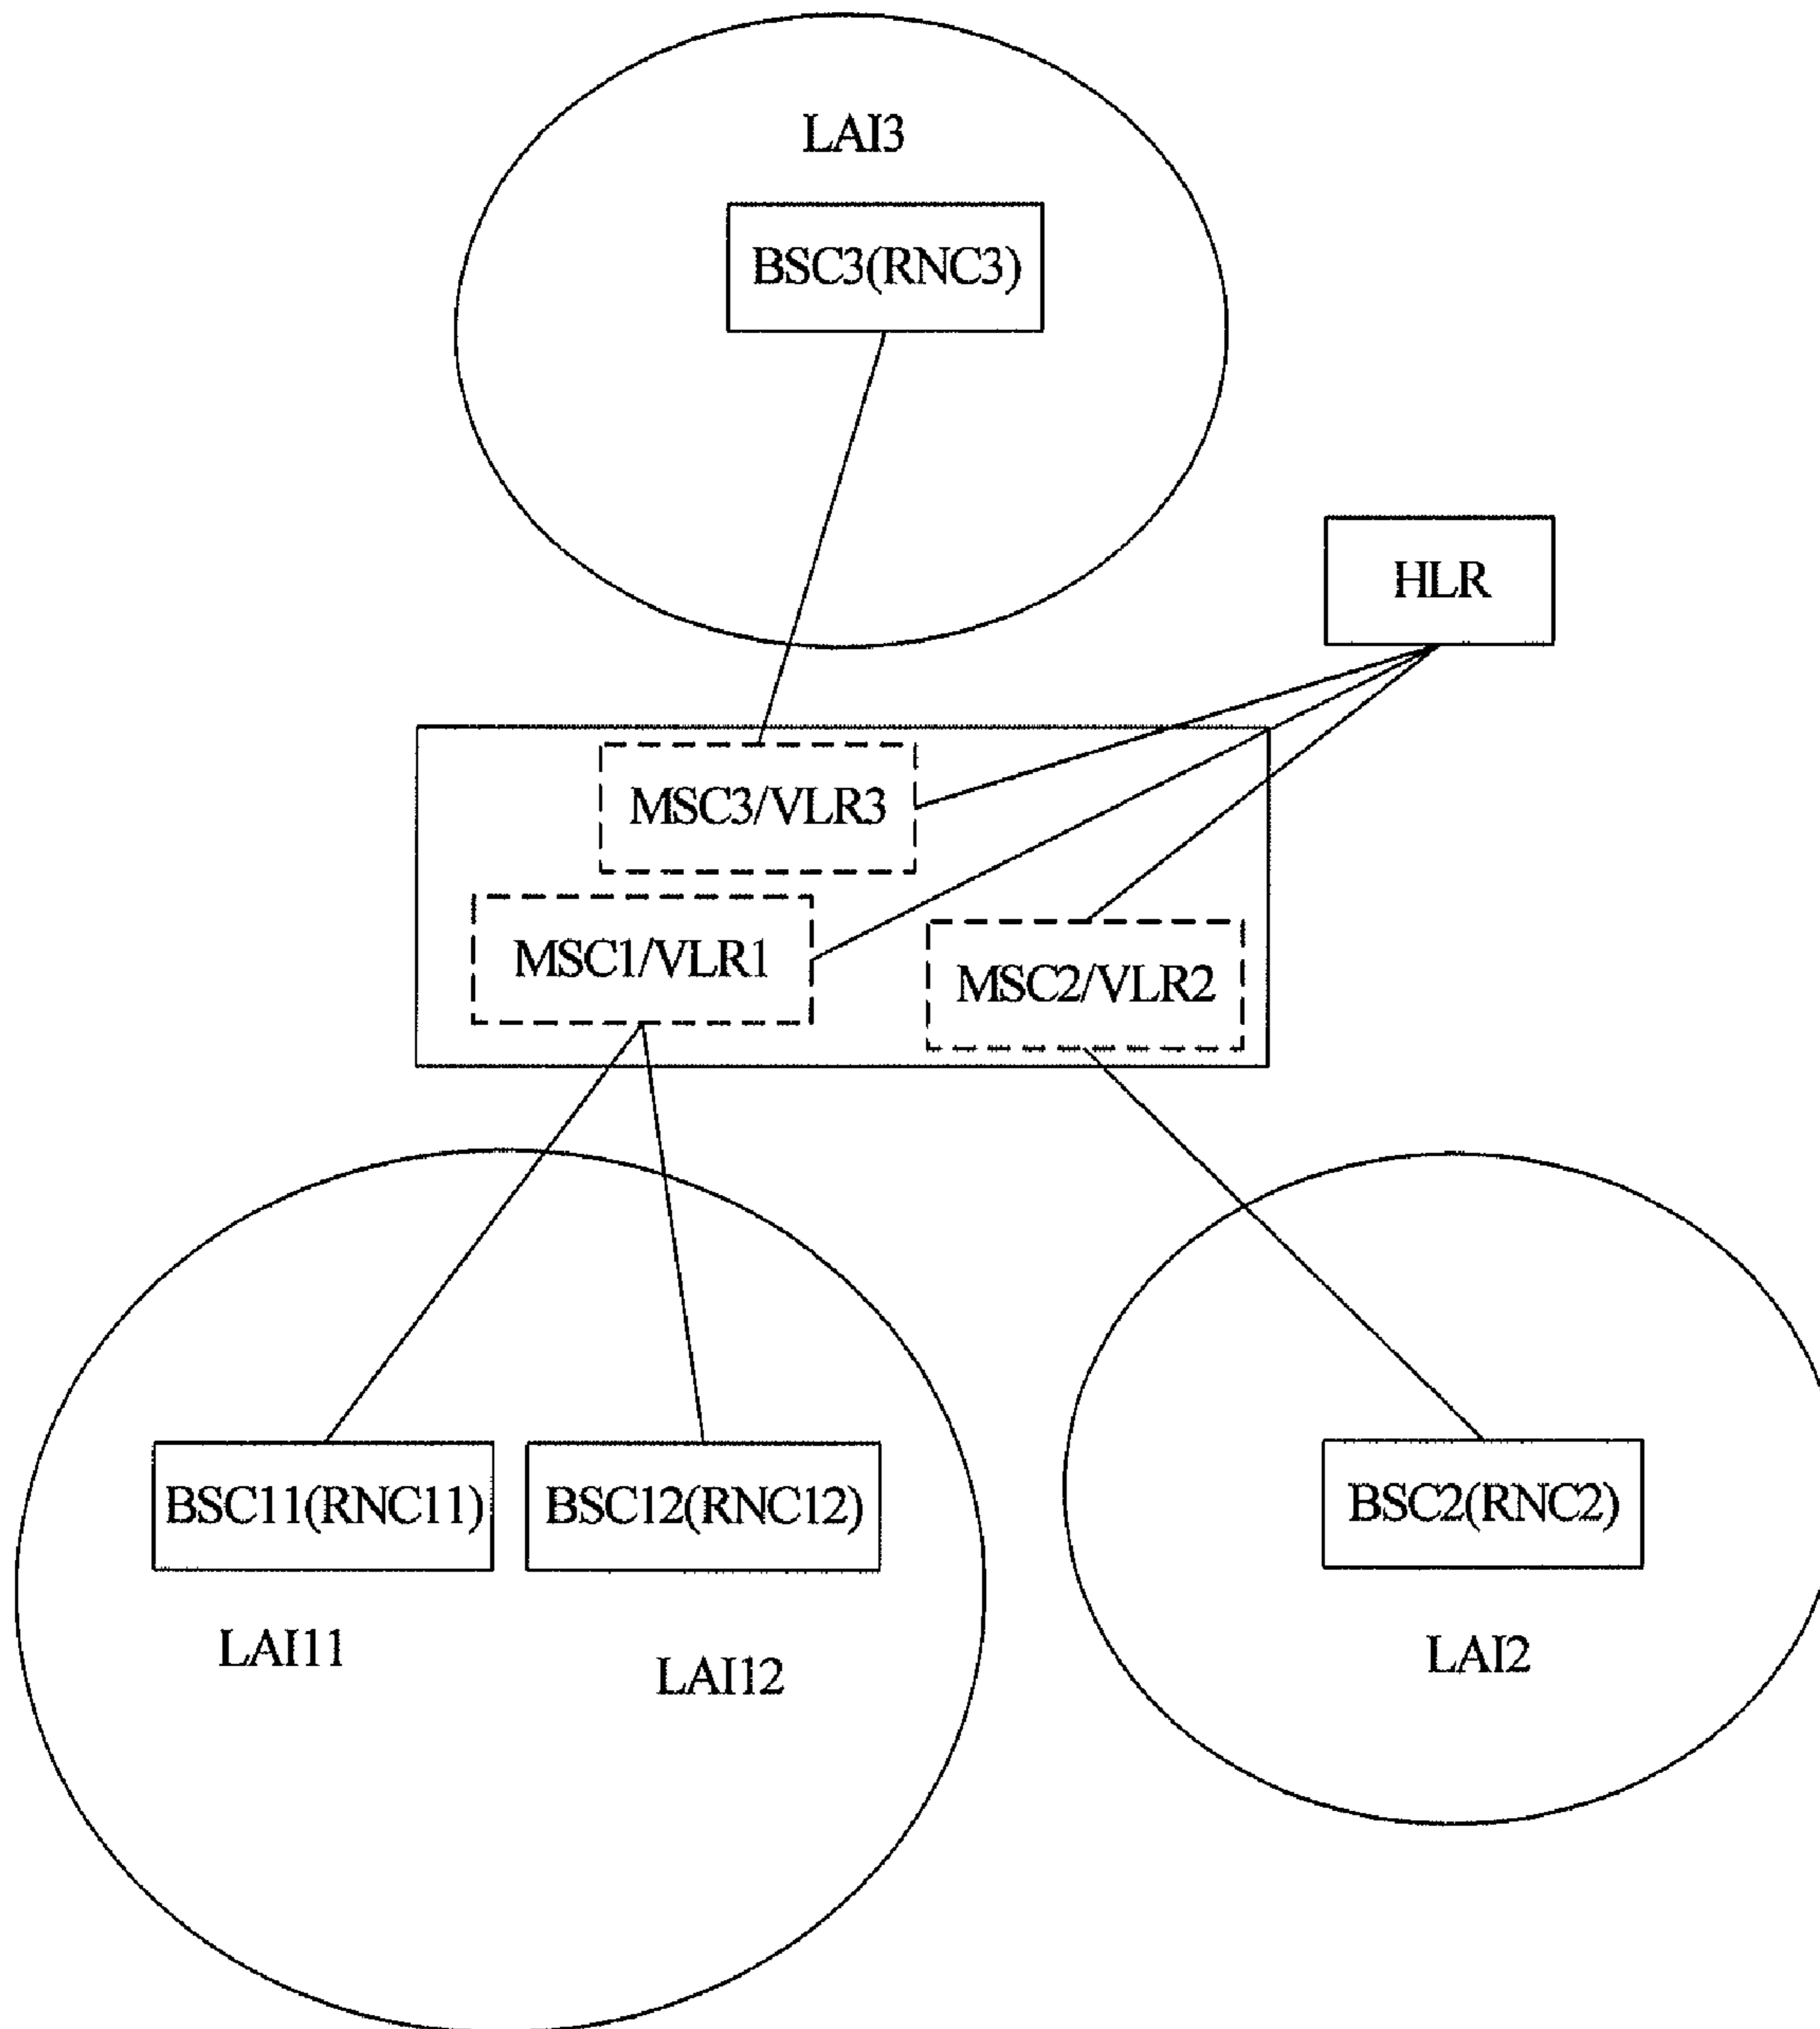 LAI3
BSC3(RNC3)
HLR
MSC3/VLR3
MSC1/VLR1
MSC2/VLR2
BSC11(RNC11)
BSC12(RNC12)
BSC2(RNC2)
LAI11
LAI12
LAI2